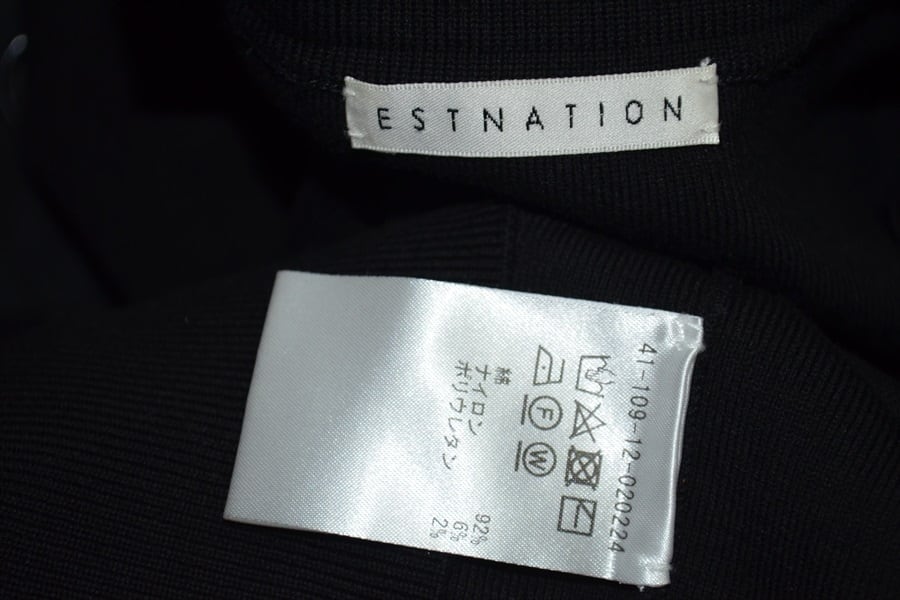 ESTNATION
41-109-12-020224
F W
綿 92%
ナイロン 6%
ポリウレタン 2%